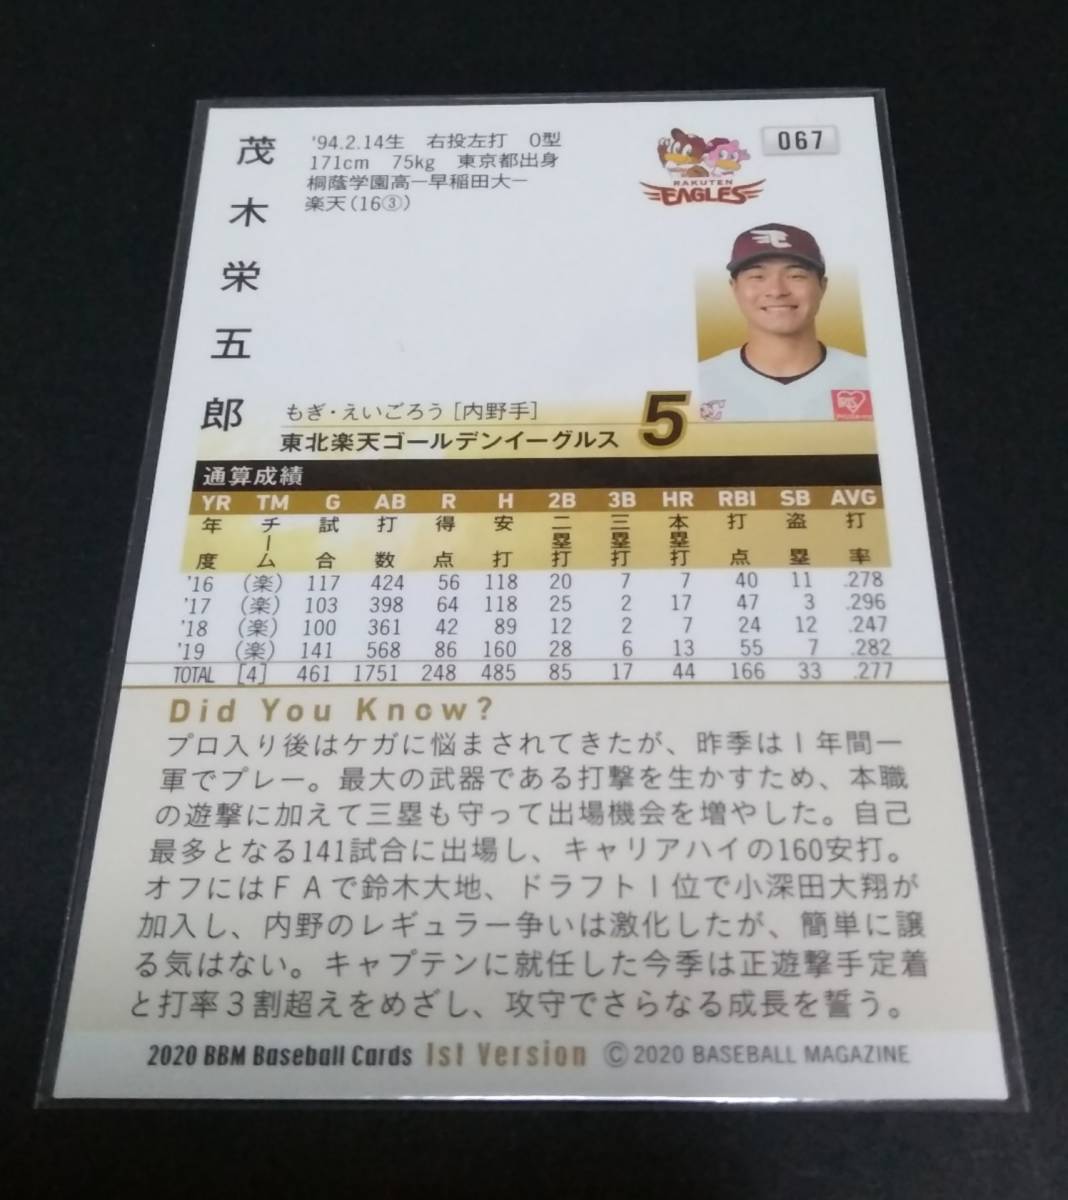 茂木栄五郎
'94.2.14生 右投左打 O型
171cm 75kg 東京都出身
桐蔭学園高ー早稲田大ー
楽天(16③)
RAKUTEN
EAGLES
067
もぎ・えいごろう [内野手]
東北楽天ゴールデンイーグルス
5
通算成績
YR TM G AB R H 2B 3B HR RBI SB AVG
年度 チーム 試合 打数 得点 安打 二塁打 三塁打 本塁打 打点 盗塁 打率
'16 (楽) 117 424 56 118 20 7 7 40 11 .278
'17 (楽) 103 398 64 118 25 2 17 47 3 .296
'18 (楽) 100 361 42 89 12 2 7 24 12 .247
'19 (楽) 141 568 86 160 28 6 13 55 7 .282
TOTAL [4] 461 1751 248 485 85 17 44 166 33 .277
Did You Know?
プロ入り後はケガに悩まされてきたが、昨季は1年間一
軍でプレー。最大の武器である打撃を生かすため、本職
の遊撃に加えて三塁も守って出場機会を増やした。自己
最多となる141試合に出場し、キャリアハイの160安打。
オフにはFAで鈴木大地、ドラフト1位で小深田大翔が
加入し、内野のレギュラー争いは激化したが、簡単に譲
る気はない。キャプテンに就任した今季は正遊撃手定着
と打率3割超えをめざし、攻守でさらなる成長を誓う。
2020 BBM Baseball Cards 1st Version © 2020 BASEBALL MAGAZINE